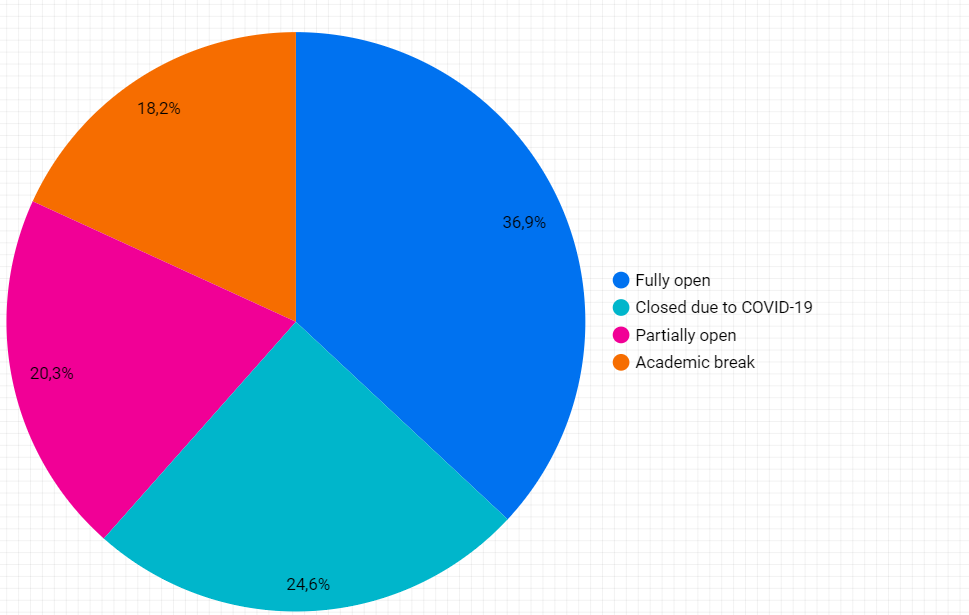 18,2%
36,9%
20,3%
24,6%
Fully open
Closed due to COVID-19
Partially open
Academic break